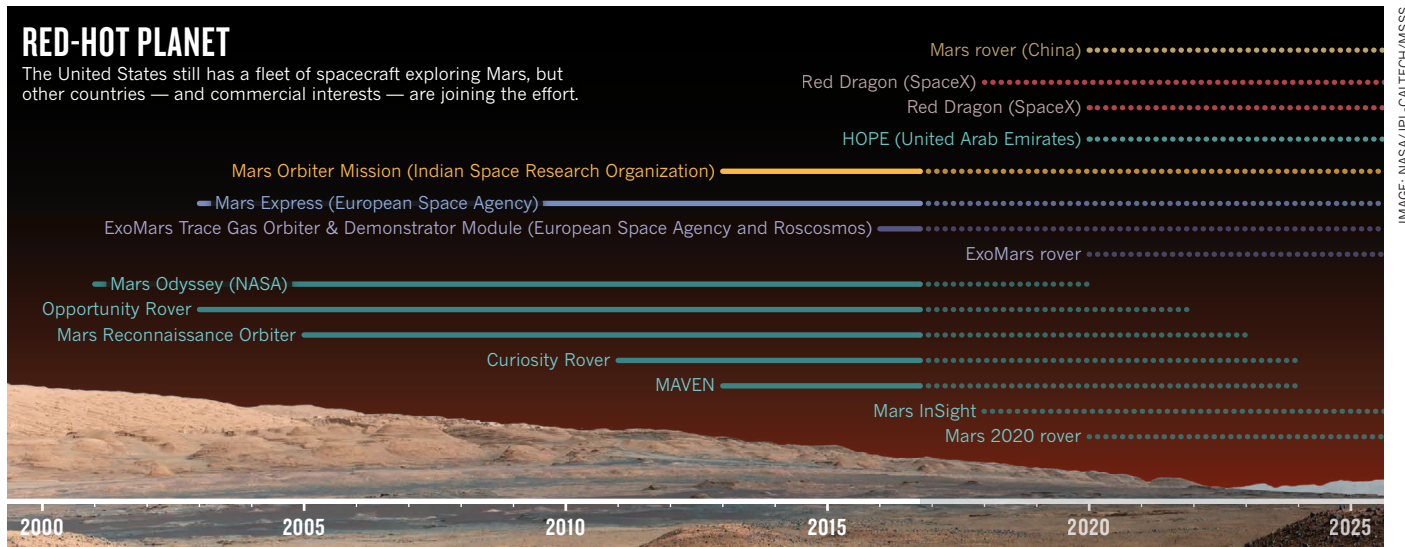 RED-HOT PLANET
The United States still has a fleet of spacecraft exploring Mars, but
other countries — and commercial interests — are joining the effort.
Mars rover (China)
Red Dragon (SpaceX)
Red Dragon (SpaceX)
HOPE (United Arab Emirates)
Mars Orbiter Mission (Indian Space Research Organization)
Mars Express (European Space Agency)
ExoMars Trace Gas Orbiter & Demonstrator Module (European Space Agency and Roscosmos)
ExoMars rover
Mars Odyssey (NASA)
Opportunity Rover
Mars Reconnaissance Orbiter
Curiosity Rover
MAVEN
Mars InSight
Mars 2020 rover
2000 2005 2010 2015 2020 2025
IMAGE: NASA/JPL-CALTECH/MSSS